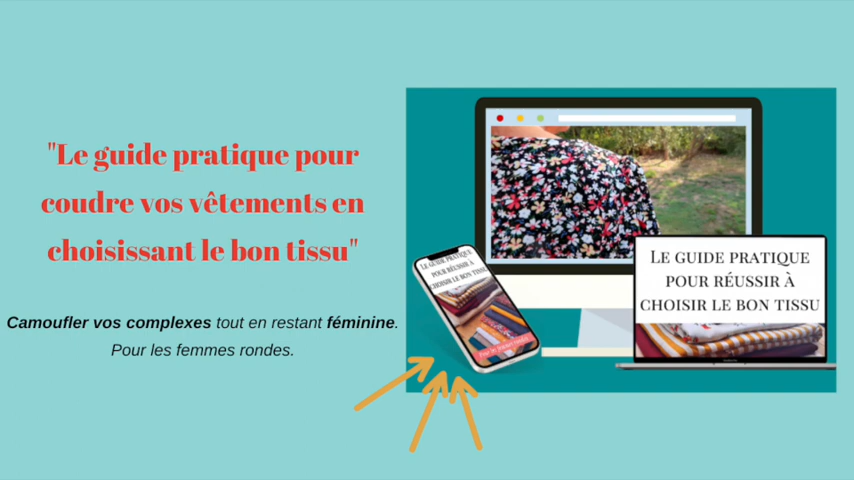 "Le guide pratique pour
coudre vos vêtements en
choisissant le bon tissu"
Camoufler vos complexes tout en restant féminine.
Pour les femmes rondes.
Le guide pratique
pour réussir à
choisir le bon tissu
Le guide pratique
pour réussir à
choisir le bon tissu